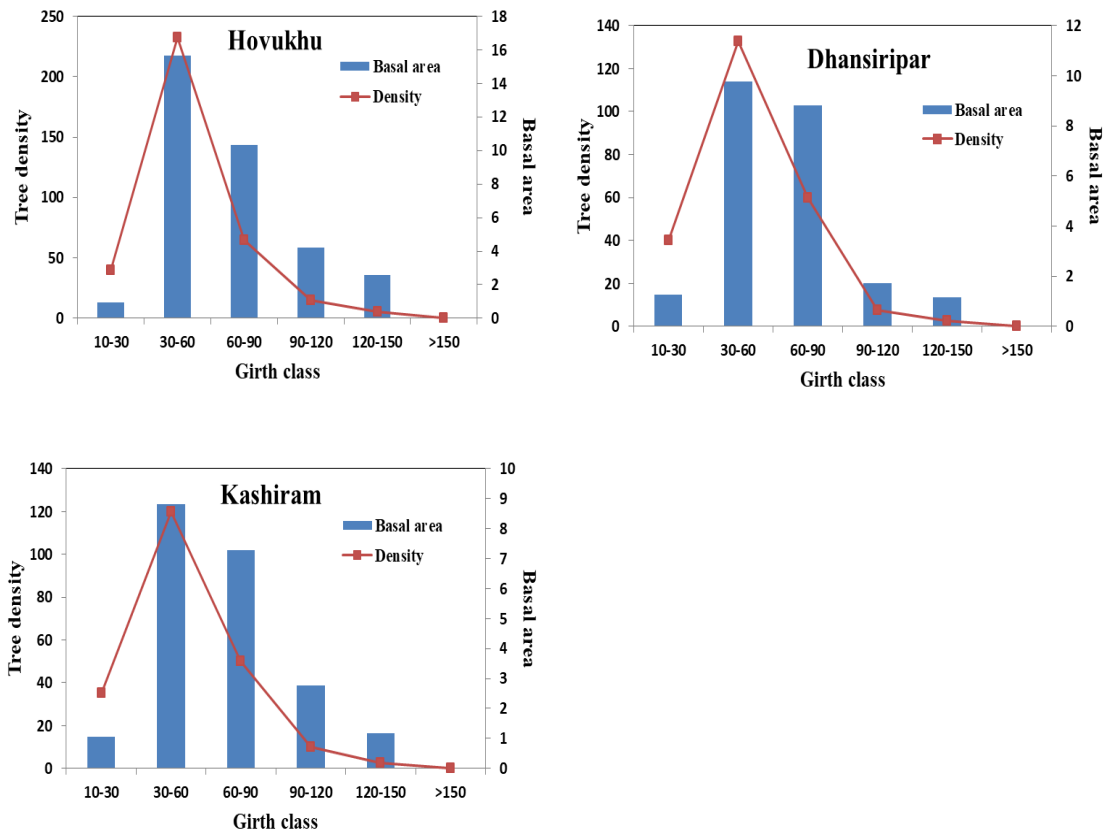 Hovukhu
250
200
150
100
50
0
Tree density
18
16
14
12
10
8
6
4
2
0
Basal area
Basal area
Density
10-30 30-60 60-90 90-120 120-150 >150
Girth class
Dhansiripar
140
120
100
80
60
40
20
0
Tree density
12
10
8
6
4
2
0
Basal area
Basal area
Density
10-30 30-60 60-90 90-120 120-150 >150
Girth class
Kashiram
140
120
100
80
60
40
20
0
Tree density
10
9
8
7
6
5
4
3
2
1
0
Basal area
Basal area
Density
10-30 30-60 60-90 90-120 120-150 >150
Girth class